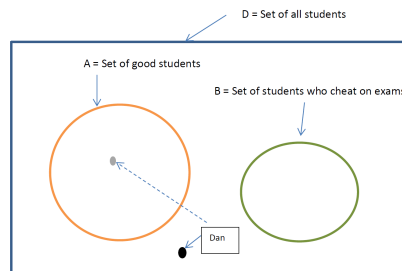 D = Set of all students
A = Set of good students
B = Set of students who cheat on exams
Dan